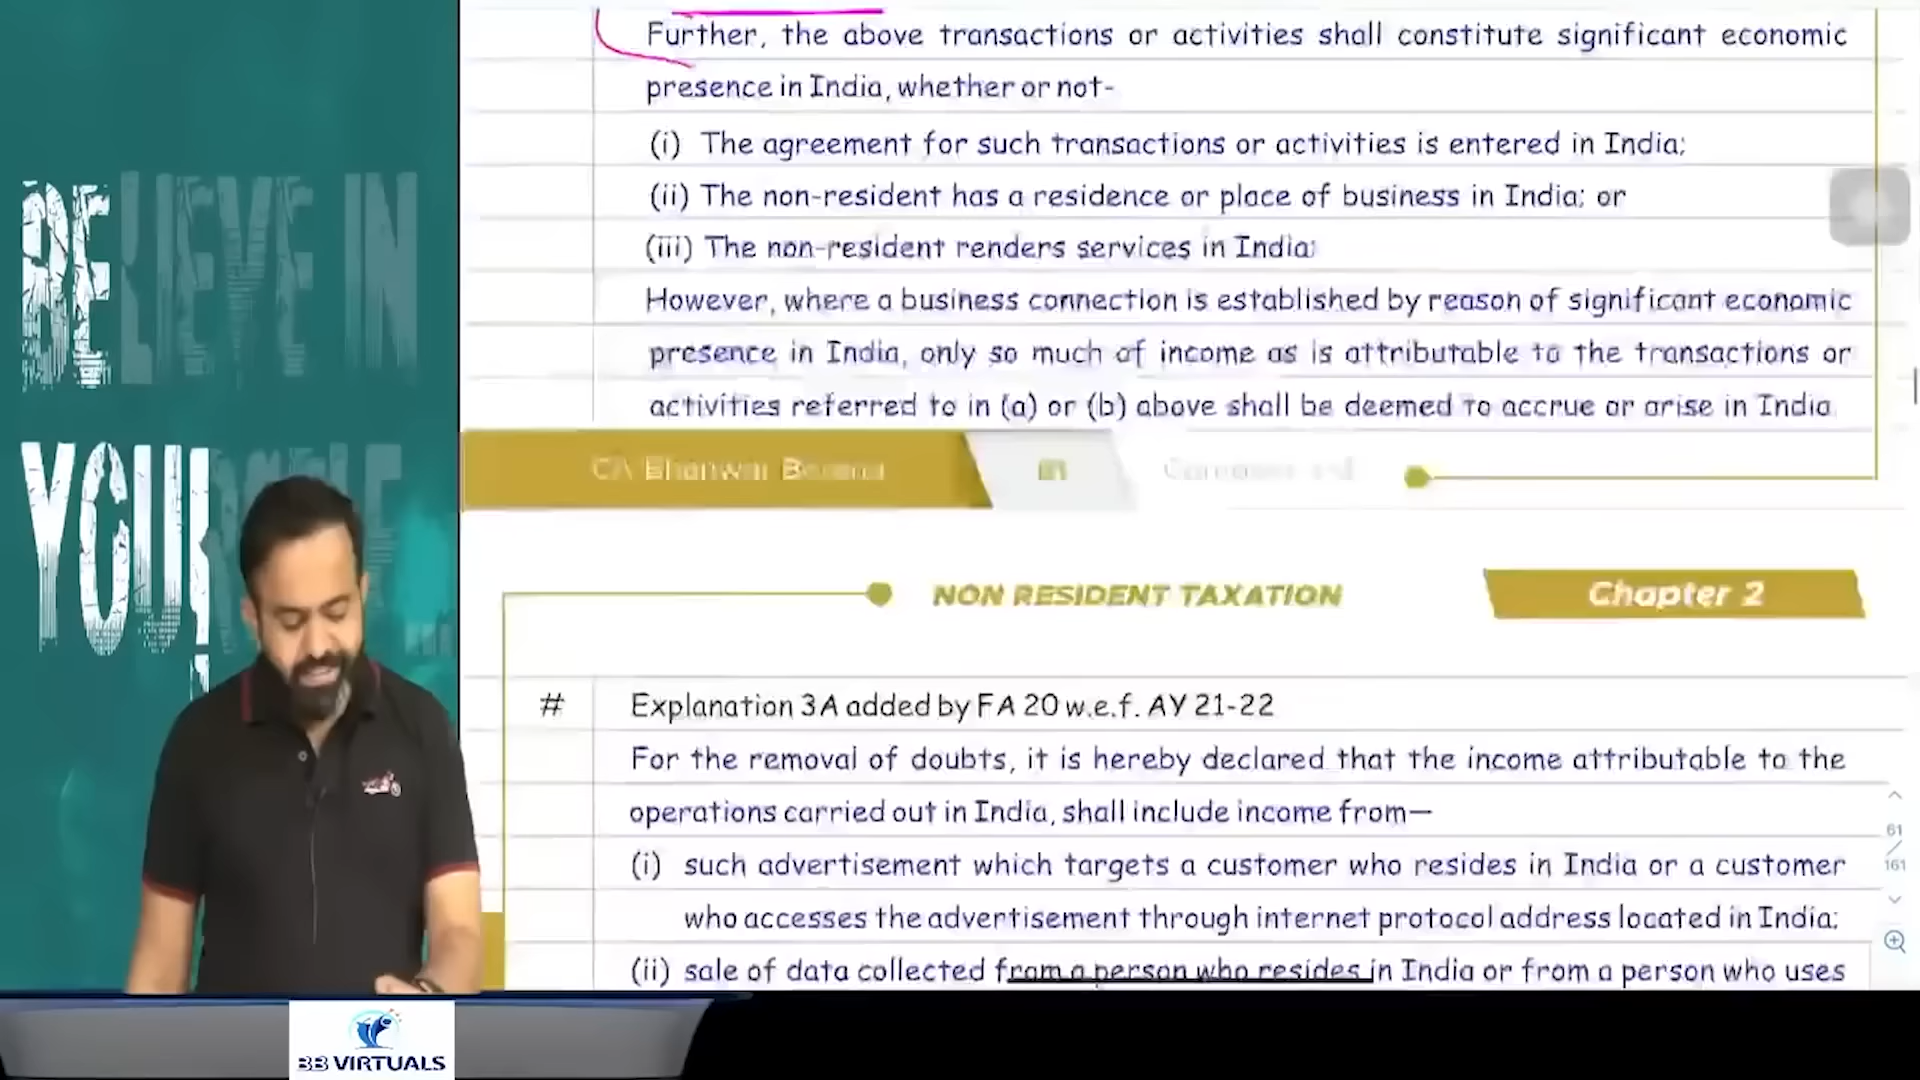 BELIEVE IN
YOU
Further, the above transactions or activities shall constitute significant economic
presence in India, whether or not-
(i) The agreement for such transactions or activities is entered in India;
(ii) The non-resident has a residence or place of business in India; or
(iii) The non-resident renders services in India:
However, where a business connection is established by reason of significant economic
presence in India, only so much of income as is attributable to the transactions or
activities referred to in (a) or (b) above shall be deemed to accrue or arise in India
CA Bhanwar Borana
NON RESIDENT TAXATION
Chapter 2
# Explanation 3A added by FA 20 w.e.f. AY 21-22
For the removal of doubts, it is hereby declared that the income attributable to the
operations carried out in India, shall include income from—
(i) such advertisement which targets a customer who resides in India or a customer
who accesses the advertisement through internet protocol address located in India;
(ii) sale of data collected from a person who resides in India or from a person who uses
61
/
161
BB VIRTUALS